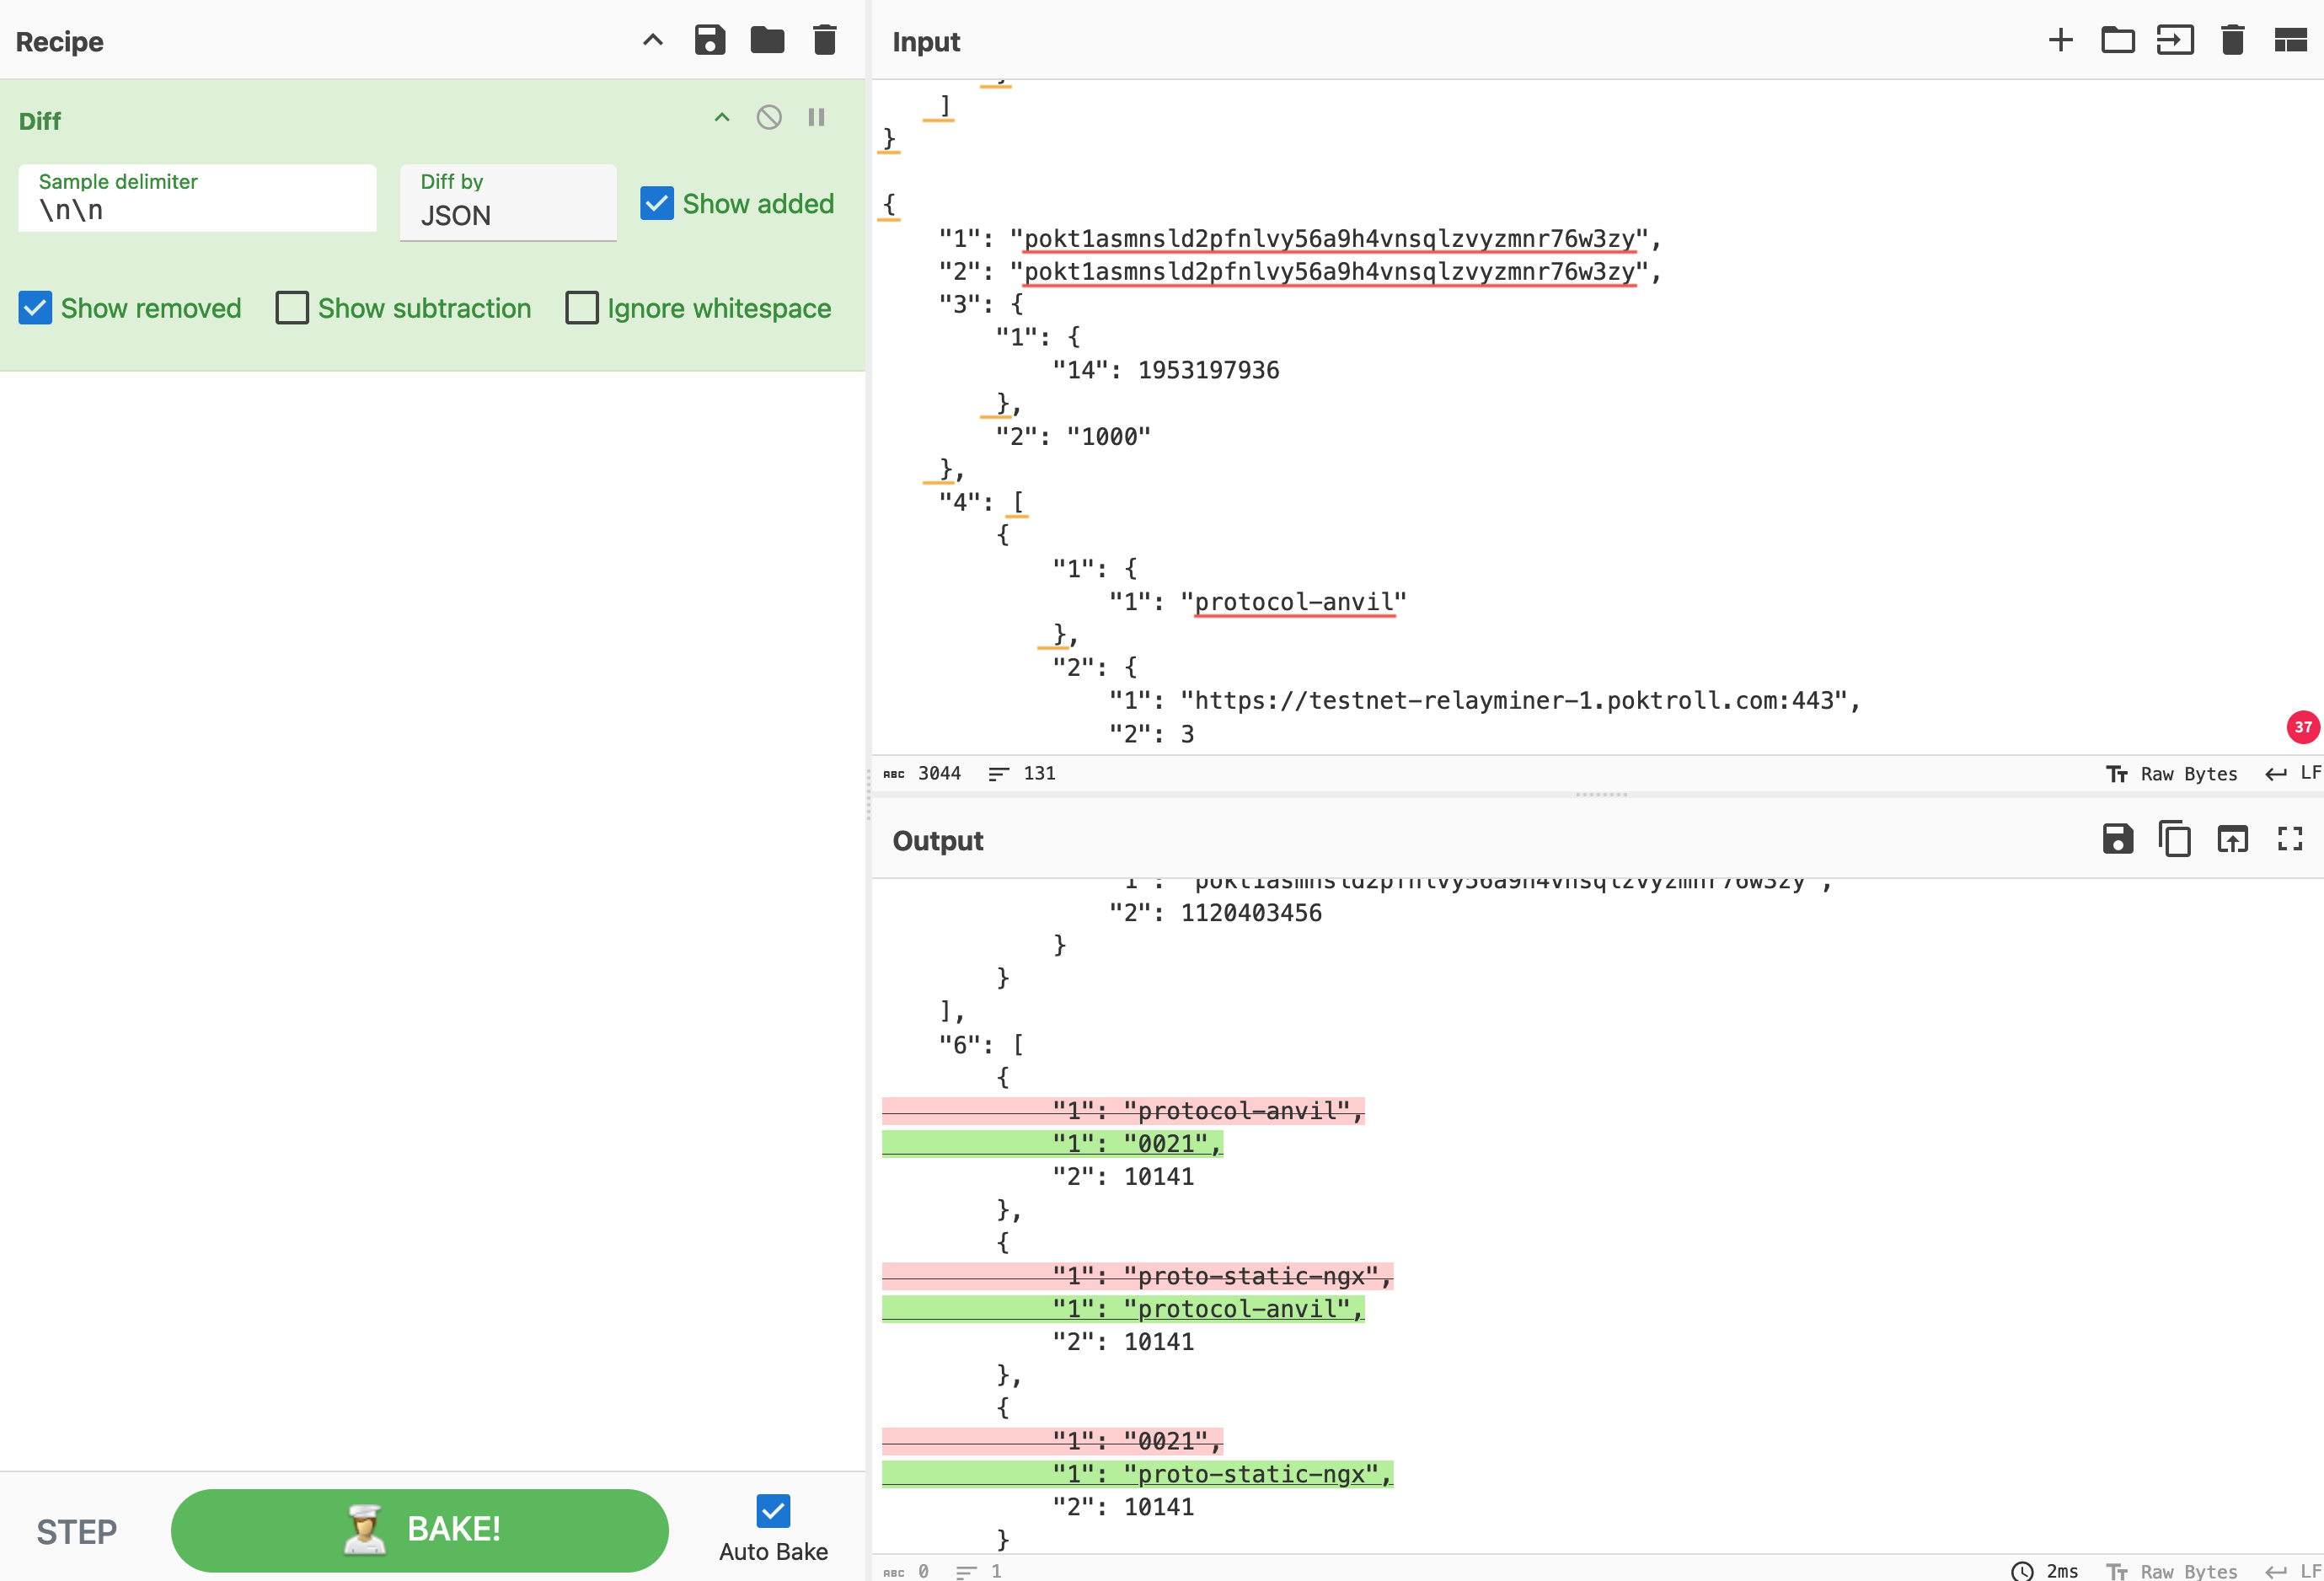 Recipe
Diff
Sample delimiter
\n\n
Diff by
JSON
Show added
Show removed
Show subtraction
Ignore whitespace
STEP
BAKE!
Auto Bake
Input
]
}
{
"1": "pokt1asmnsld2pfnlvy56a9h4vnsqlzvyzmnr76w3zy",
"2": "pokt1asmnsld2pfnlvy56a9h4vnsqlzvyzmnr76w3zy",
"3": {
"1": {
"14": 1953197936
},
"2": "1000"
},
"4": [
{
"1": {
"1": "protocol-anvil"
},
"2": {
"1": "https://testnet-relayminer-1.poktroll.com:443",
"2": 3
37
ABC 3044 131
Raw Bytes LF
Output
"1": "pokt1asmnsld2pfnlvy56a9h4vnsqlzvyzmnr76w3zy",
"2": 1120403456
}
}
],
"6": [
{
"1": "protocol-anvil",
"1": "0021",
"2": 10141
},
{
"1": "proto-static-ngx",
"1": "protocol-anvil",
"2": 10141
},
{
"1": "0021",
"1": "proto-static-ngx",
"2": 10141
}
ABC 0 1
2ms Raw Bytes LF